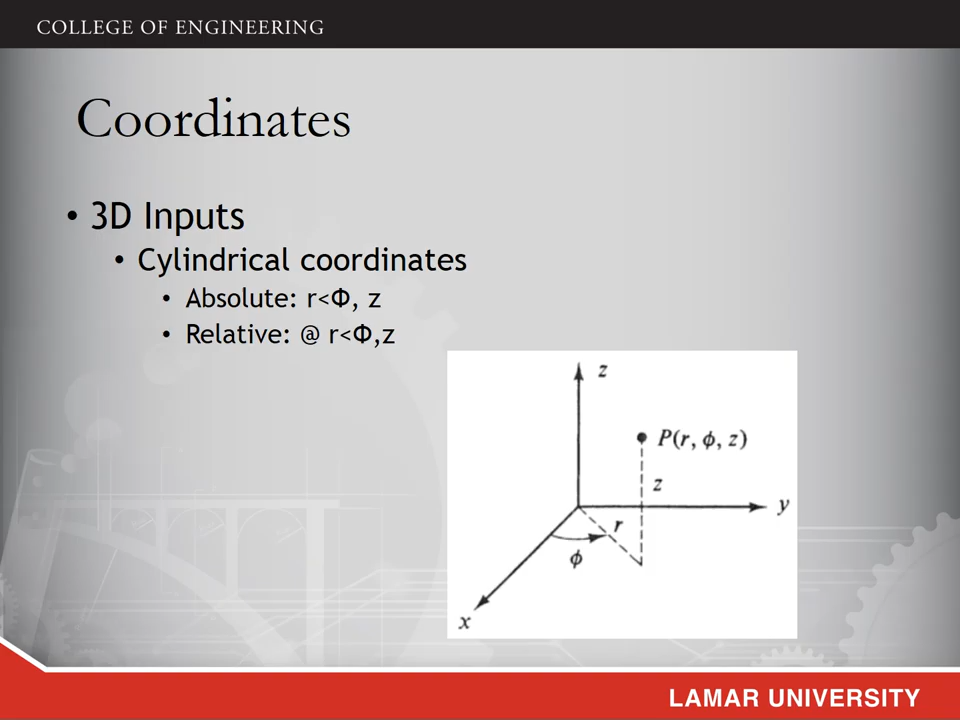 COLLEGE OF ENGINEERING
Coordinates
• 3D Inputs
• Cylindrical coordinates
• Absolute: r<Φ, z
• Relative: @ r<Φ,z
z
P(r, ϕ, z)
z
y
r
ϕ
x
LAMAR UNIVERSITY